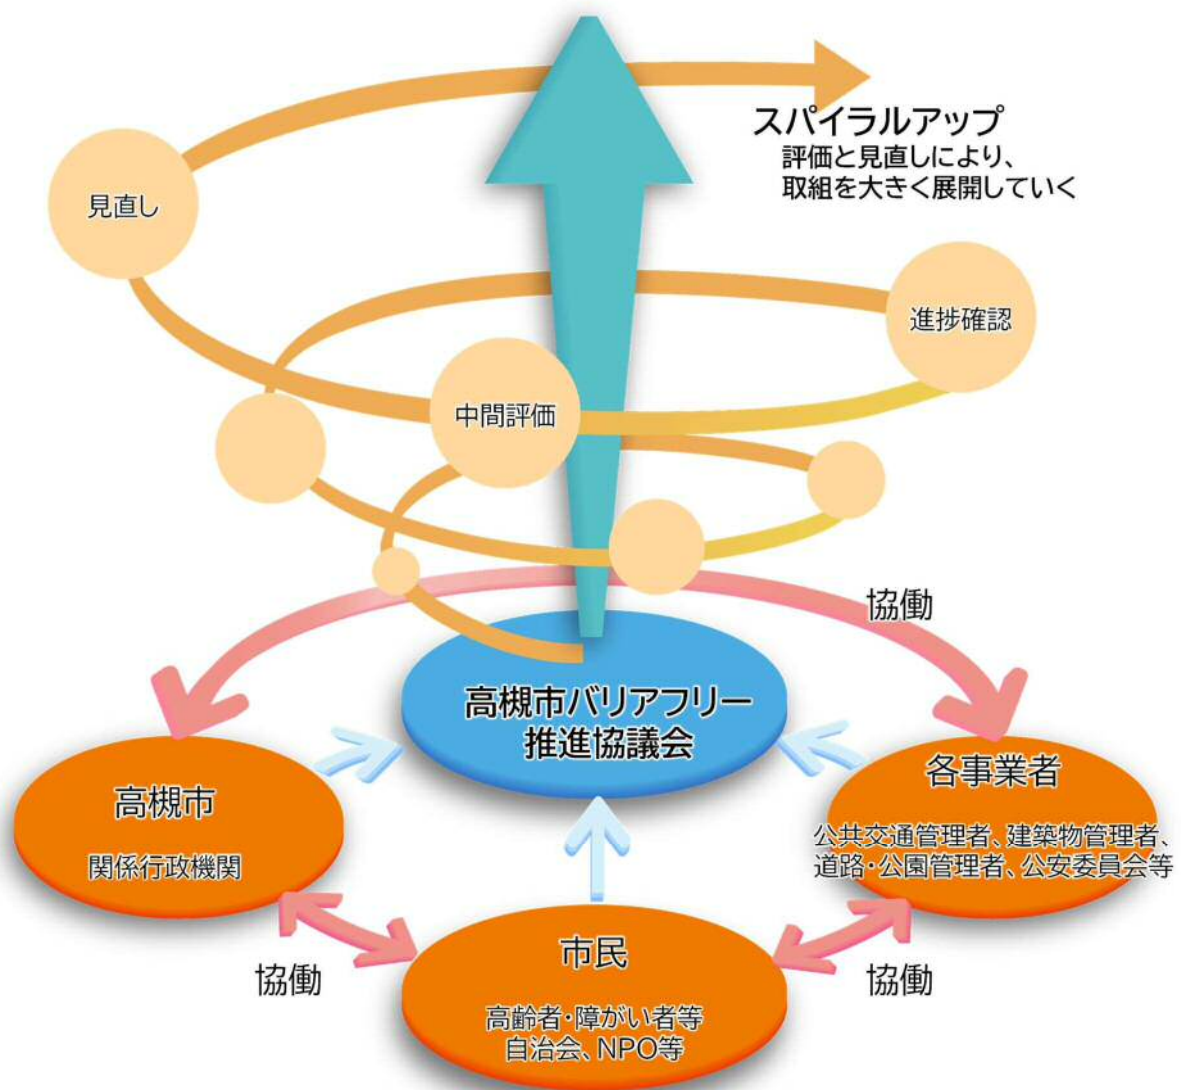 スパイラルアップ
評価と見直しにより、
取組を大きく展開していく
見直し
進捗確認
中間評価
協働
高槻市バリアフリー
推進協議会
高槻市
関係行政機関
各事業者
公共交通管理者、建築物管理者、
道路・公園管理者、公安委員会等
市民
高齢者・障がい者等
自治会、NPO等
協働
協働